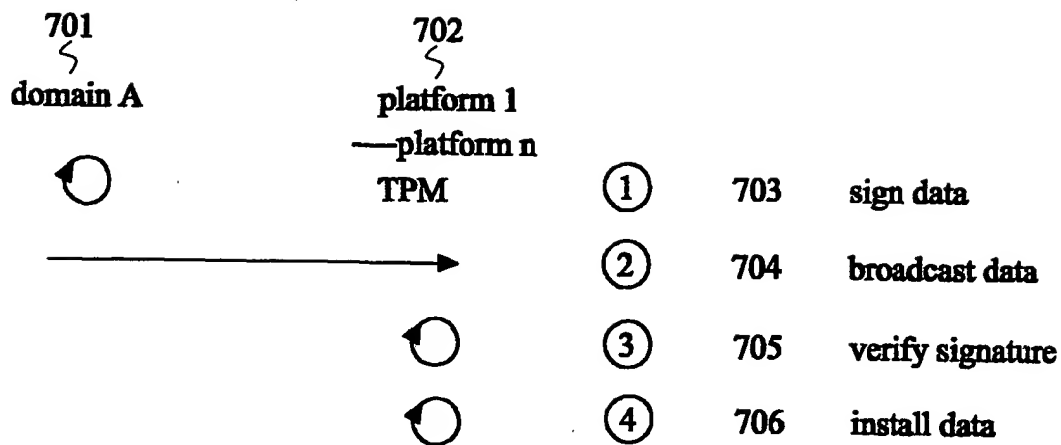 701 702
domain A platform 1
—platform n
TPM ① 703 sign data
② 704 broadcast data
③ 705 verify signature
④ 706 install data